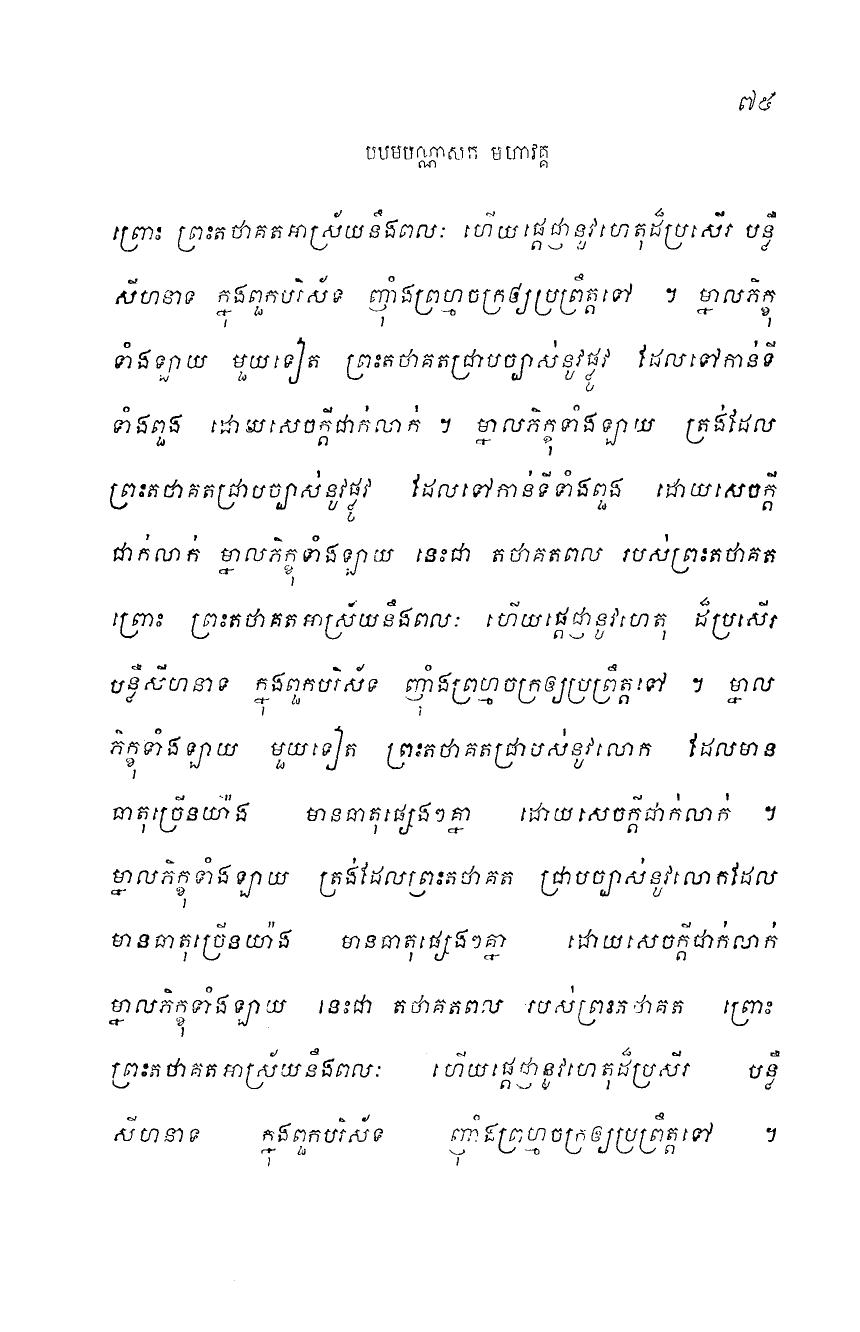 ៧៥
បឋមបណ្ណាសក មហាវគ្គ
ព្រោះ ព្រះតថាគតអាស្រ័យនឹងពលៈ ហើយប្តេជ្ញានូវហេតុដ៏ប្រសើរ បន្លឺ
សីហនាទ ក្នុងពួកបរិស័ទ ញុំាងព្រហ្មចក្រឲ្យប្រព្រឹត្តទៅ ។ ម្នាលភិក្ខុ
ទាំងឡាយ មួយទៀត ព្រះតថាគតជ្រាបច្បាស់នូវផ្លូវ ដែលទៅកាន់ទី
ទាំងពួង ដោយសេចក្តីជាក់លាក់ ។ ម្នាលភិក្ខុទាំងឡាយ ត្រង់ដែល
ព្រះតថាគតជ្រាបច្បាស់នូវផ្លូវ ដែលទៅកាន់ទីទាំងពួង ដោយសេចក្តី
ជាក់លាក់ ម្នាលភិក្ខុទាំងឡាយ នេះជា តថាគតពល របស់ព្រះតថាគត
ព្រោះ ព្រះតថាគតអាស្រ័យនឹងពលៈ ហើយប្តេជ្ញានូវហេតុ ដ៏ប្រសើរ
បន្លឺសីហនាទ ក្នុងពួកបរិស័ទ ញុំាងព្រហ្មចក្រឲ្យប្រព្រឹត្តទៅ ។ ម្នាល
ភិក្ខុទាំងឡាយ មួយទៀត ព្រះតថាគតជ្រាបស់នូវលោក ដែលមាន
ធាតុច្រើនយ៉ាង មានធាតុផ្សេងៗគ្នា ដោយសេចក្តីជាក់លាក់ ។
ម្នាលភិក្ខុទាំងឡាយ ត្រង់ដែលព្រះតថាគត ជ្រាបច្បាស់នូវលោកដែល
មានធាតុច្រើនយ៉ាង មានធាតុផ្សេងៗគ្នា ដោយសេចក្តីជាក់លាក់
ម្នាលភិក្ខុទាំងឡាយ នេះជា តថាគតពល របស់ព្រះតថាគត ព្រោះ
ព្រះតថាគតអាស្រ័យនឹងពលៈ ហើយប្តេជ្ញានូវហេតុដ៏ប្រសើរ បន្លឺ
សីហនាទ ក្នុងពួកបរិស័ទ ញុំាងព្រហ្មចក្រឲ្យប្រព្រឹត្តទៅ ។